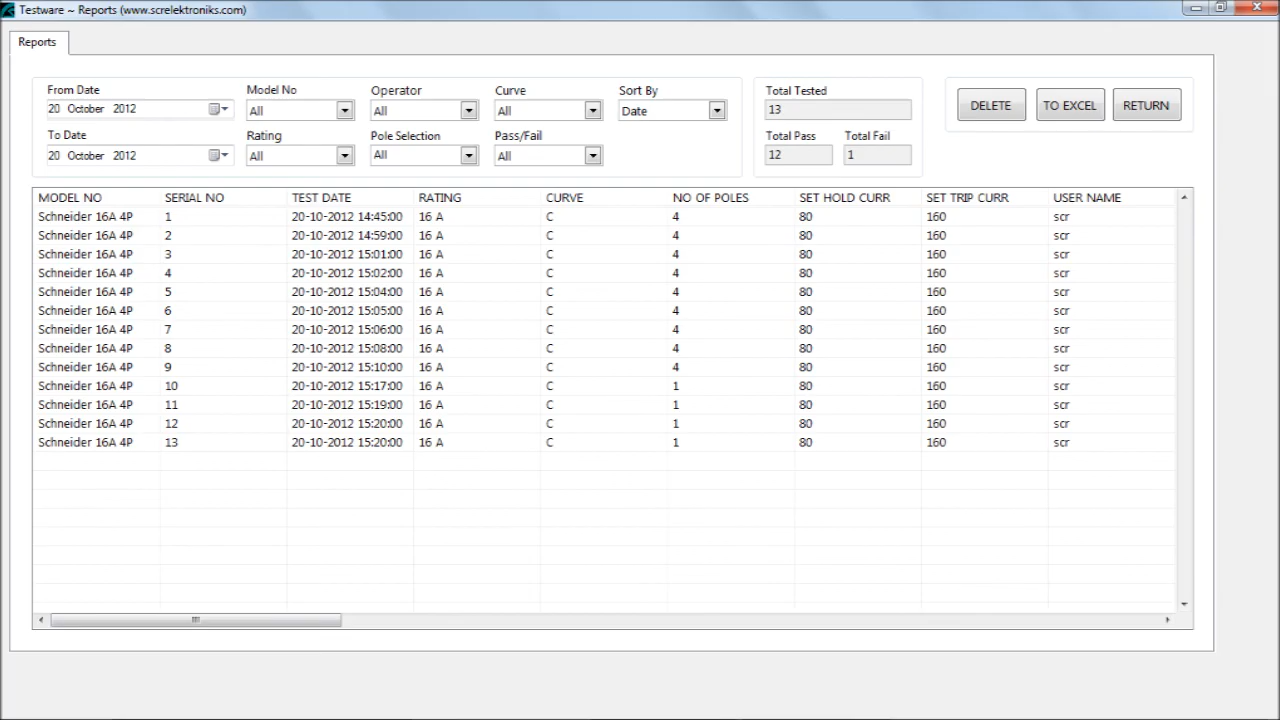 Testware ~ Reports (www.screlektroniks.com)
Reports
From Date
Model No
Operator
Curve
Sort By
Total Tested
20 October 2012
All
All
All
Date
13
DELETE
TO EXCEL
RETURN
To Date
Rating
Pole Selection
Pass/Fail
Total Pass
Total Fail
20 October 2012
All
All
All
12
1
MODEL NO SERIAL NO TEST DATE RATING CURVE NO OF POLES SET HOLD CURR SET TRIP CURR USER NAME
Schneider 16A 4P 1 20-10-2012 14:45:00 16 A C 4 80 160 scr
Schneider 16A 4P 2 20-10-2012 14:59:00 16 A C 4 80 160 scr
Schneider 16A 4P 3 20-10-2012 15:01:00 16 A C 4 80 160 scr
Schneider 16A 4P 4 20-10-2012 15:02:00 16 A C 4 80 160 scr
Schneider 16A 4P 5 20-10-2012 15:04:00 16 A C 4 80 160 scr
Schneider 16A 4P 6 20-10-2012 15:05:00 16 A C 4 80 160 scr
Schneider 16A 4P 7 20-10-2012 15:06:00 16 A C 4 80 160 scr
Schneider 16A 4P 8 20-10-2012 15:08:00 16 A C 4 80 160 scr
Schneider 16A 4P 9 20-10-2012 15:10:00 16 A C 4 80 160 scr
Schneider 16A 4P 10 20-10-2012 15:17:00 16 A C 1 80 160 scr
Schneider 16A 4P 11 20-10-2012 15:19:00 16 A C 1 80 160 scr
Schneider 16A 4P 12 20-10-2012 15:20:00 16 A C 1 80 160 scr
Schneider 16A 4P 13 20-10-2012 15:20:00 16 A C 1 80 160 scr